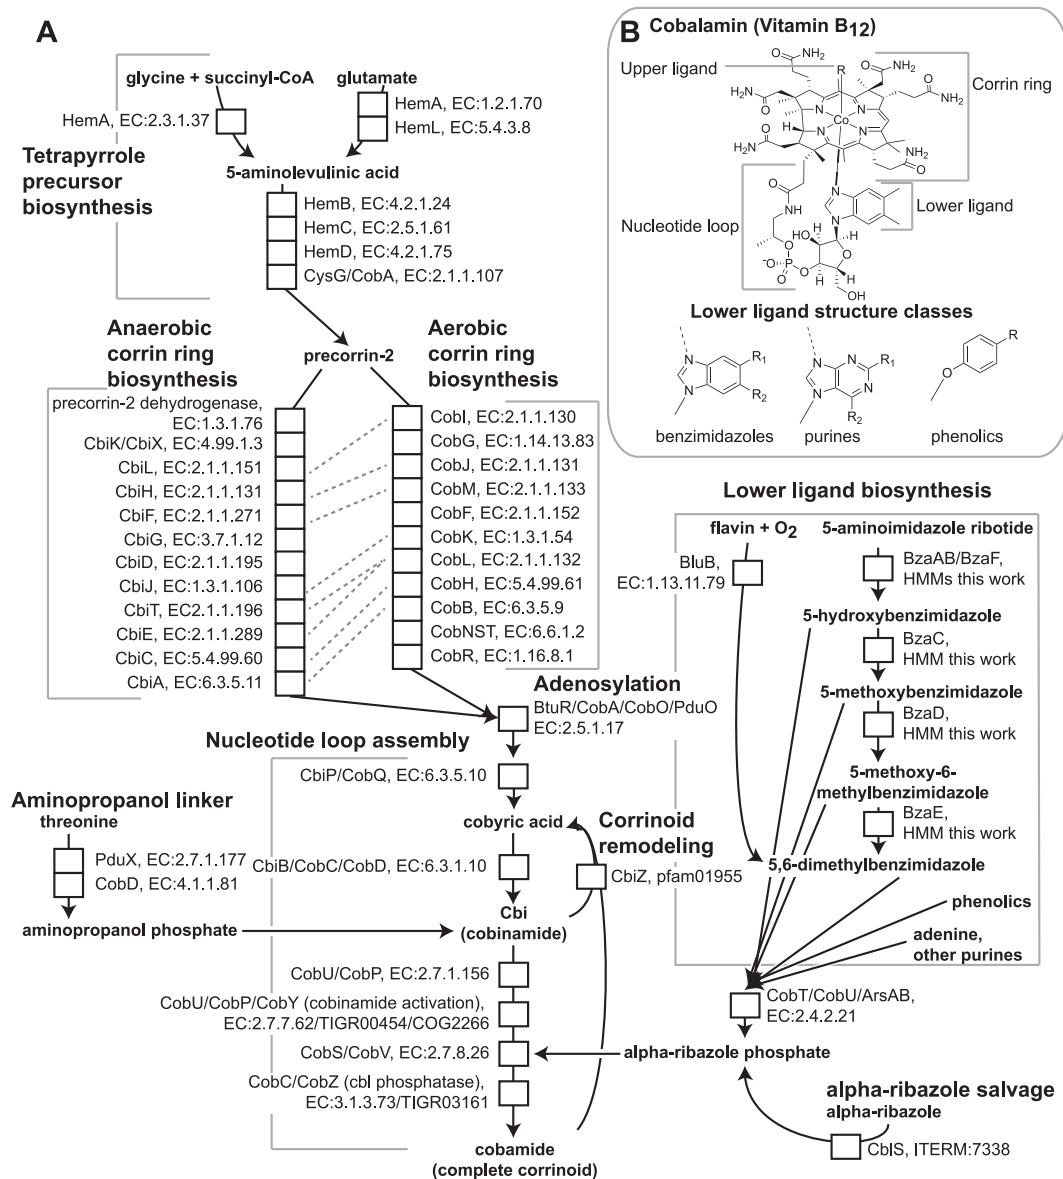 A
glycine + succinyl-CoA
glutamate
HemA, EC:2.3.1.37
HemA, EC:1.2.1.70
HemL, EC:5.4.3.8
Tetrapyrrole
precursor
biosynthesis
5-aminolevulinic acid
HemB, EC:4.2.1.24
HemC, EC:2.5.1.61
HemD, EC:4.2.1.75
CysG/CobA, EC:2.1.1.107
precorrin-2
Anaerobic
corrin ring
biosynthesis
precorrin-2 dehydrogenase,
EC:1.3.1.76
CbiK/CbiX, EC:4.99.1.3
CbiL, EC:2.1.1.151
CbiH, EC:2.1.1.131
CbiF, EC:2.1.1.271
CbiG, EC:3.7.1.12
CbiD, EC:2.1.1.195
CbiJ, EC:1.3.1.106
CbiT, EC2.1.1.196
CbiE, EC:2.1.1.289
CbiC, EC:5.4.99.60
CbiA, EC:6.3.5.11
Aerobic
corrin ring
biosynthesis
CobI, EC:2.1.1.130
CobG, EC:1.14.13.83
CobJ, EC:2.1.1.131
CobM, EC:2.1.1.133
CobF, EC:2.1.1.152
CobK, EC:1.3.1.54
CobL, EC:2.1.1.132
CobH, EC:5.4.99.61
CobB, EC:6.3.5.9
CobNST, EC:6.6.1.2
CobR, EC:1.16.8.1
Adenosylation
BtuR/CobA/CobO/PduO
EC:2.5.1.17
Nucleotide loop assembly
CbiP/CobQ, EC:6.3.5.10
cobyric acid
CbiB/CobC/CobD, EC:6.3.1.10
Corrinoid
remodeling
CbiZ, pfam01955
Aminopropanol linker
threonine
PduX, EC:2.7.1.177
CobD, EC:4.1.1.81
aminopropanol phosphate
Cbi
(cobinamide)
CobU/CobP, EC:2.7.1.156
CobU/CobP/CobY (cobinamide activation),
EC:2.7.7.62/TIGR00454/COG2266
CobS/CobV, EC:2.7.8.26
CobC/CobZ (cbl phosphatase),
EC:3.1.3.73/TIGR03161
cobamide
(complete corrinoid)
B
Cobalamin (Vitamin B12)
Upper ligand
Corrin ring
Nucleotide loop
Lower ligand
O
NH2
R
NH2
O
O
NH2
H2N
O
O
NH2
N
N
Co
N
N
H
H2N
O
NH2
O
O
NH
N
N
HO
H
H
O
O
O-
P
O
O
H
H
OH
Lower ligand structure classes
N
N
R1
R2
benzimidazoles
N
N
N
N
R1
R2
purines
R
O
phenolics
Lower ligand biosynthesis
flavin + O2
BluB,
EC:1.13.11.79
5-aminoimidazole ribotide
BzaAB/BzaF,
HMMs this work
5-hydroxybenzimidazole
BzaC,
HMM this work
5-methoxybenzimidazole
BzaD,
HMM this work
5-methoxy-6-
methylbenzimidazole
BzaE,
HMM this work
5,6-dimethylbenzimidazole
phenolics
adenine,
other purines
CobT/CobU/ArsAB,
EC:2.4.2.21
alpha-ribazole phosphate
alpha-ribazole salvage
alpha-ribazole
CblS, ITERM:7338